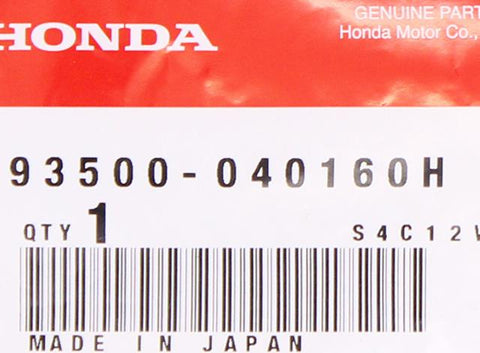 GENUINE PART
HONDA
Honda Motor Co.,
93500-040160H
QTY 1
S4C12
MADE IN JAPAN